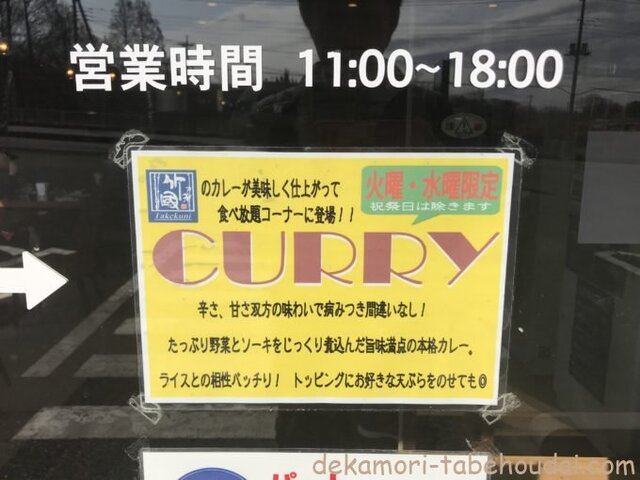 営業時間 11:00~18:00
竹國
Takekuni
のカレーが美味しく仕上がって
食べ放題コーナーに登場！！
火曜・水曜限定
祝祭日は除きます
CURRY
辛さ、甘さ双方の味わいで病みつき間違いなし！
たっぷり野菜とソーキをじっくり煮込んだ旨味満点の本格カレー。
ライスとの相性バッチリ！ トッピングにお好きな天ぷらをのせても◎
dekamori-tabehoudai.com